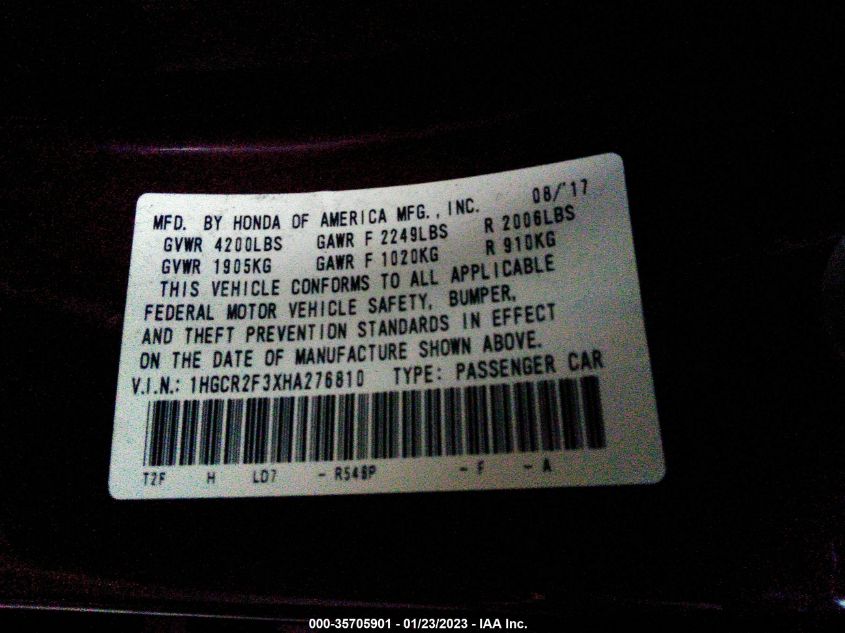 MFD. BY HONDA OF AMERICA MFG., INC. 08/'17
GVWR 4200LBS GAWR F 2249LBS R 2006LBS
GVWR 1905KG GAWR F 1020KG R 910KG
THIS VEHICLE CONFORMS TO ALL APPLICABLE
FEDERAL MOTOR VEHICLE SAFETY, BUMPER,
AND THEFT PREVENTION STANDARDS IN EFFECT
ON THE DATE OF MANUFACTURE SHOWN ABOVE.
V.I.N.: 1HGCR2F3XHA276810 TYPE: PASSENGER CAR
T2F H LD7 - R548P - F - A
000-35705901 - 01/23/2023 - IAA Inc.